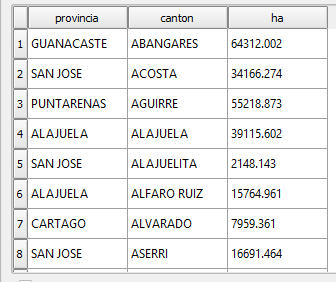 provincia canton ha
1 GUANACASTE ABANGARES 64312.002
2 SAN JOSE ACOSTA 34166.274
3 PUNTARENAS AGUIRRE 55218.873
4 ALAJUELA ALAJUELA 39115.602
5 SAN JOSE ALAJUELITA 2148.143
6 ALAJUELA ALFARO RUIZ 15764.961
7 CARTAGO ALVARADO 7959.361
8 SAN JOSE ASERRI 16691.464